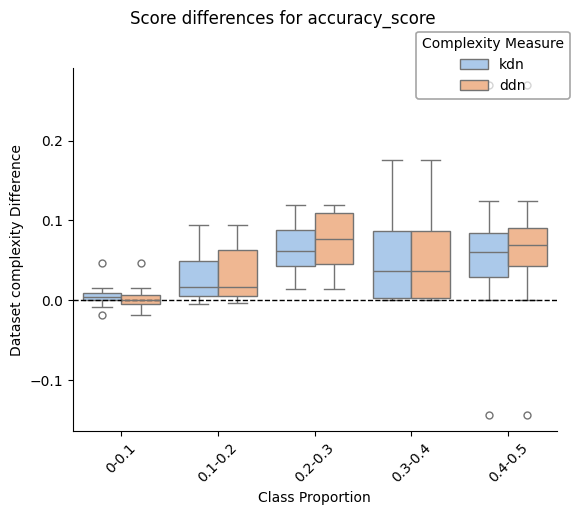 Score differences for accuracy_score
Complexity Measure
kdn
ddn
Dataset complexity Difference
0.2
0.1
0.0
−0.1
0-0.1
0.1-0.2
0.2-0.3
0.3-0.4
0.4-0.5
Class Proportion